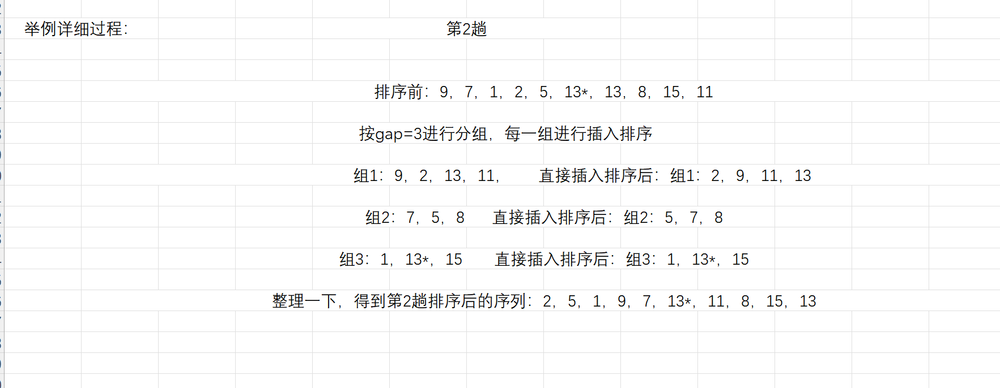 举例详细过程：
第2趟
排序前：9，7，1，2，5，13*，13，8，15，11
按gap=3进行分组，每一组进行插入排序
组1：9，2，13，11， 直接插入排序后：组1：2，9，11，13
组2：7，5，8 直接插入排序后：组2：5，7，8
组3：1，13*，15 直接插入排序后：组3：1，13*，15
整理一下，得到第2趟排序后的序列：2，5，1，9，7，13*，11，8，15，13